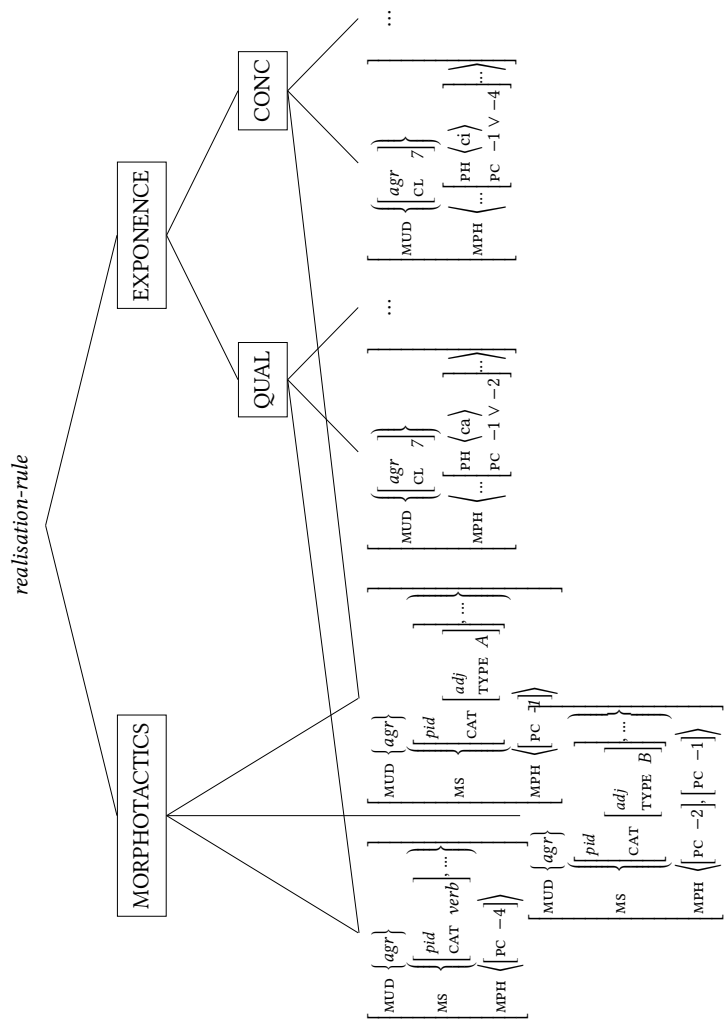 realisation-rule
MORPHOTACTICS
EXPONENCE
QUAL
CONC
MUD {agr}
MS {[pid
CAT verb], ...}
MPH ⟨[PC −4]⟩
MUD {agr}
MS {[pid
CAT [adj
TYPE B]], ...}
MPH ⟨[PC −2], [PC −1]⟩
MUD {agr}
MS {[pid
CAT [adj
TYPE A]], ...}
MPH ⟨[PC -1]⟩
MUD {[agr
CL 7]}
MPH ⟨... [PH ⟨ca⟩
PC −1 ∨ −2] ...⟩
...
MUD {[agr
CL 7]}
MPH ⟨... [PH ⟨ci⟩
PC −1 ∨ −4] ...⟩
...